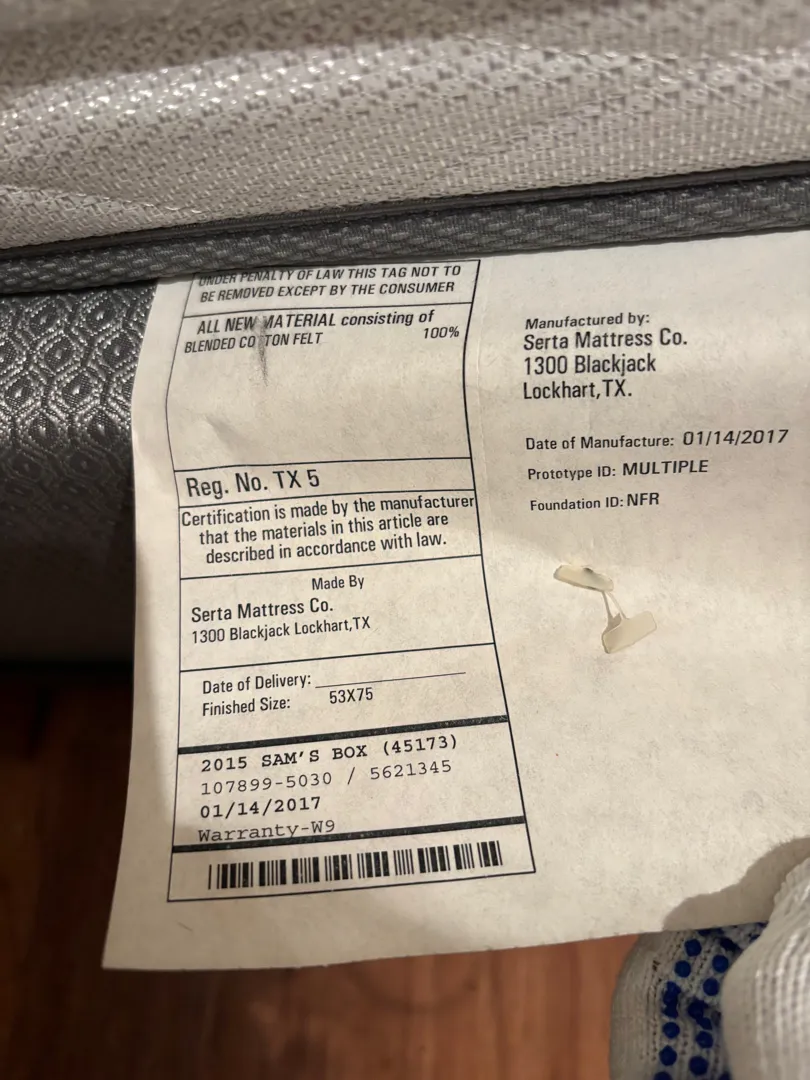 UNDER PENALTY OF LAW THIS TAG NOT TO
BE REMOVED EXCEPT BY THE CONSUMER
ALL NEW MATERIAL consisting of
BLENDED COTTON FELT 100%
Reg. No. TX 5
Certification is made by the manufacturer
that the materials in this article are
described in accordance with law.
Made By
Serta Mattress Co.
1300 Blackjack Lockhart,TX
Date of Delivery:
Finished Size: 53X75
2015 SAM'S BOX (45173)
107899-5030 / 5621345
01/14/2017
Warranty-W9
Manufactured by:
Serta Mattress Co.
1300 Blackjack
Lockhart,TX.
Date of Manufacture: 01/14/2017
Prototype ID: MULTIPLE
Foundation ID: NFR